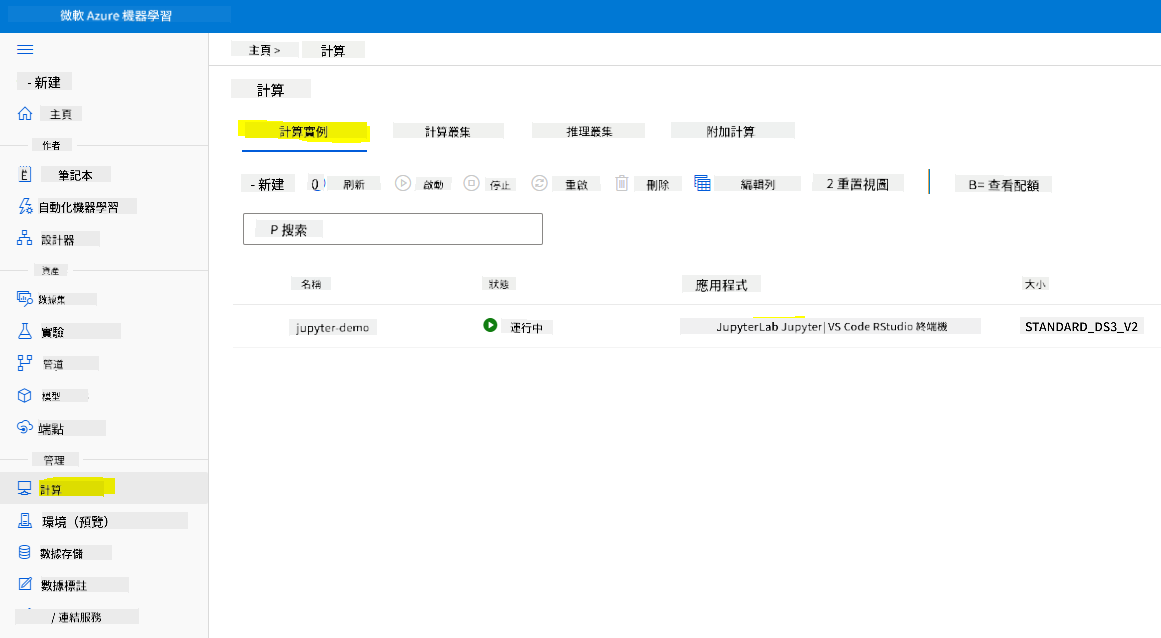 微軟 Azure 機器學習
- 新建
主頁
作者
筆記本
自動化機器學習
設計器
資產
數據集
實驗
管道
模型
端點
管理
計算
環境（預覽）
數據存儲
數據標註
/ 連結服務
主頁 > 計算
計算
計算實例 計算叢集 推理叢集 附加計算
- 新建 0 刷新 啟動 停止 重啟 刪除 編輯列 2 重置視圖 B= 查看配額
P 搜索
名稱 狀態 應用程式 大小
jupyter-demo 運行中 JupyterLab Jupyter| VS Code RStudio 終端機 STANDARD_DS3_V2